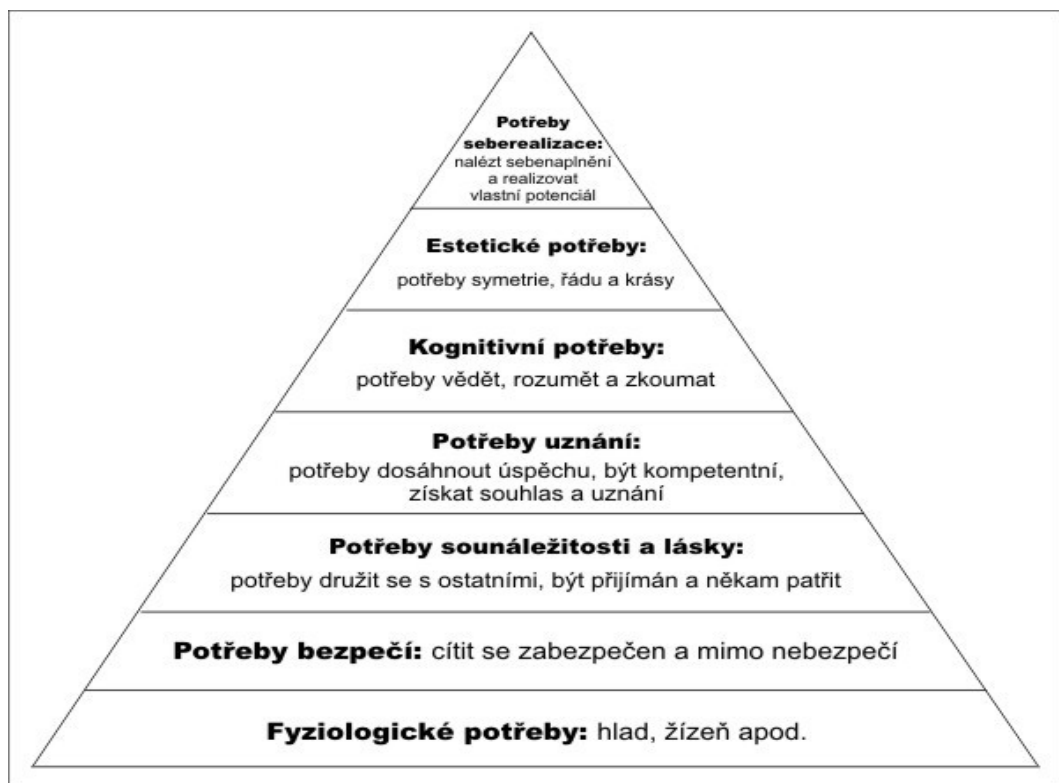 Potřeby
seberealizace:
nalézt sebenaplnění
a realizovat
vlastní potenciál
Estetické potřeby:
potřeby symetrie, řádu a krásy
Kognitivní potřeby:
potřeby vědět, rozumět a zkoumat
Potřeby uznání:
potřeby dosáhnout úspěchu, být kompetentní,
získat souhlas a uznání
Potřeby sounáležitosti a lásky:
potřeby družit se s ostatními, být přijímán a někam patřit
Potřeby bezpečí: cítit se zabezpečen a mimo nebezpečí
Fyziologické potřeby: hlad, žízeň apod.